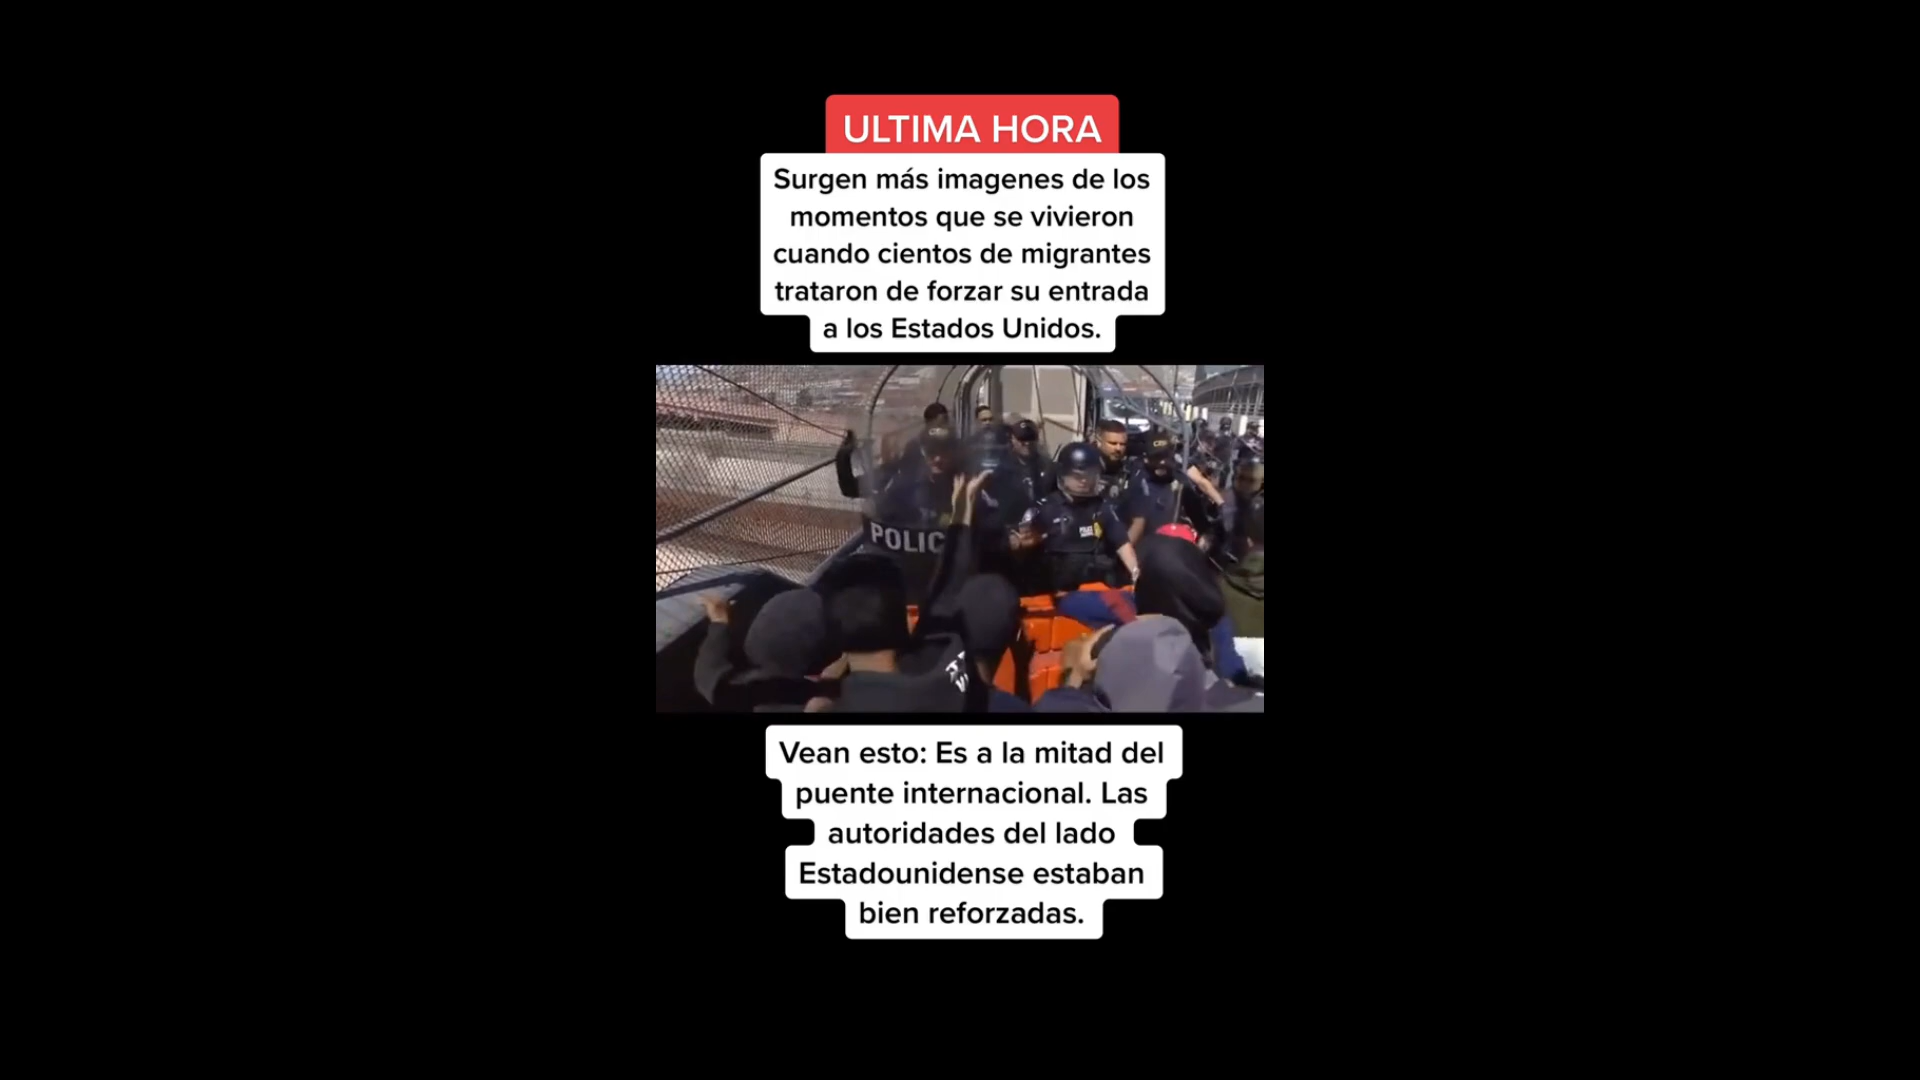 ULTIMA HORA
Surgen más imagenes de los
momentos que se vivieron
cuando cientos de migrantes
trataron de forzar su entrada
a los Estados Unidos.
POLIC
Vean esto: Es a la mitad del
puente internacional. Las
autoridades del lado
Estadounidense estaban
bien reforzadas.